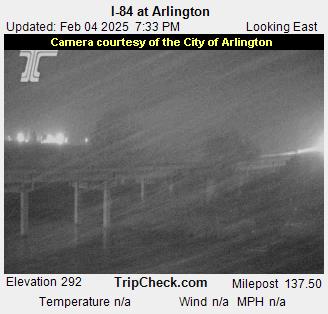 I-84 at Arlington
Updated: Feb 04 2025 7:33 PM Looking East
Camera courtesy of the City of Arlington
Elevation 292 TripCheck.com Milepost 137.50
Temperature n/a Wind n/a MPH n/a